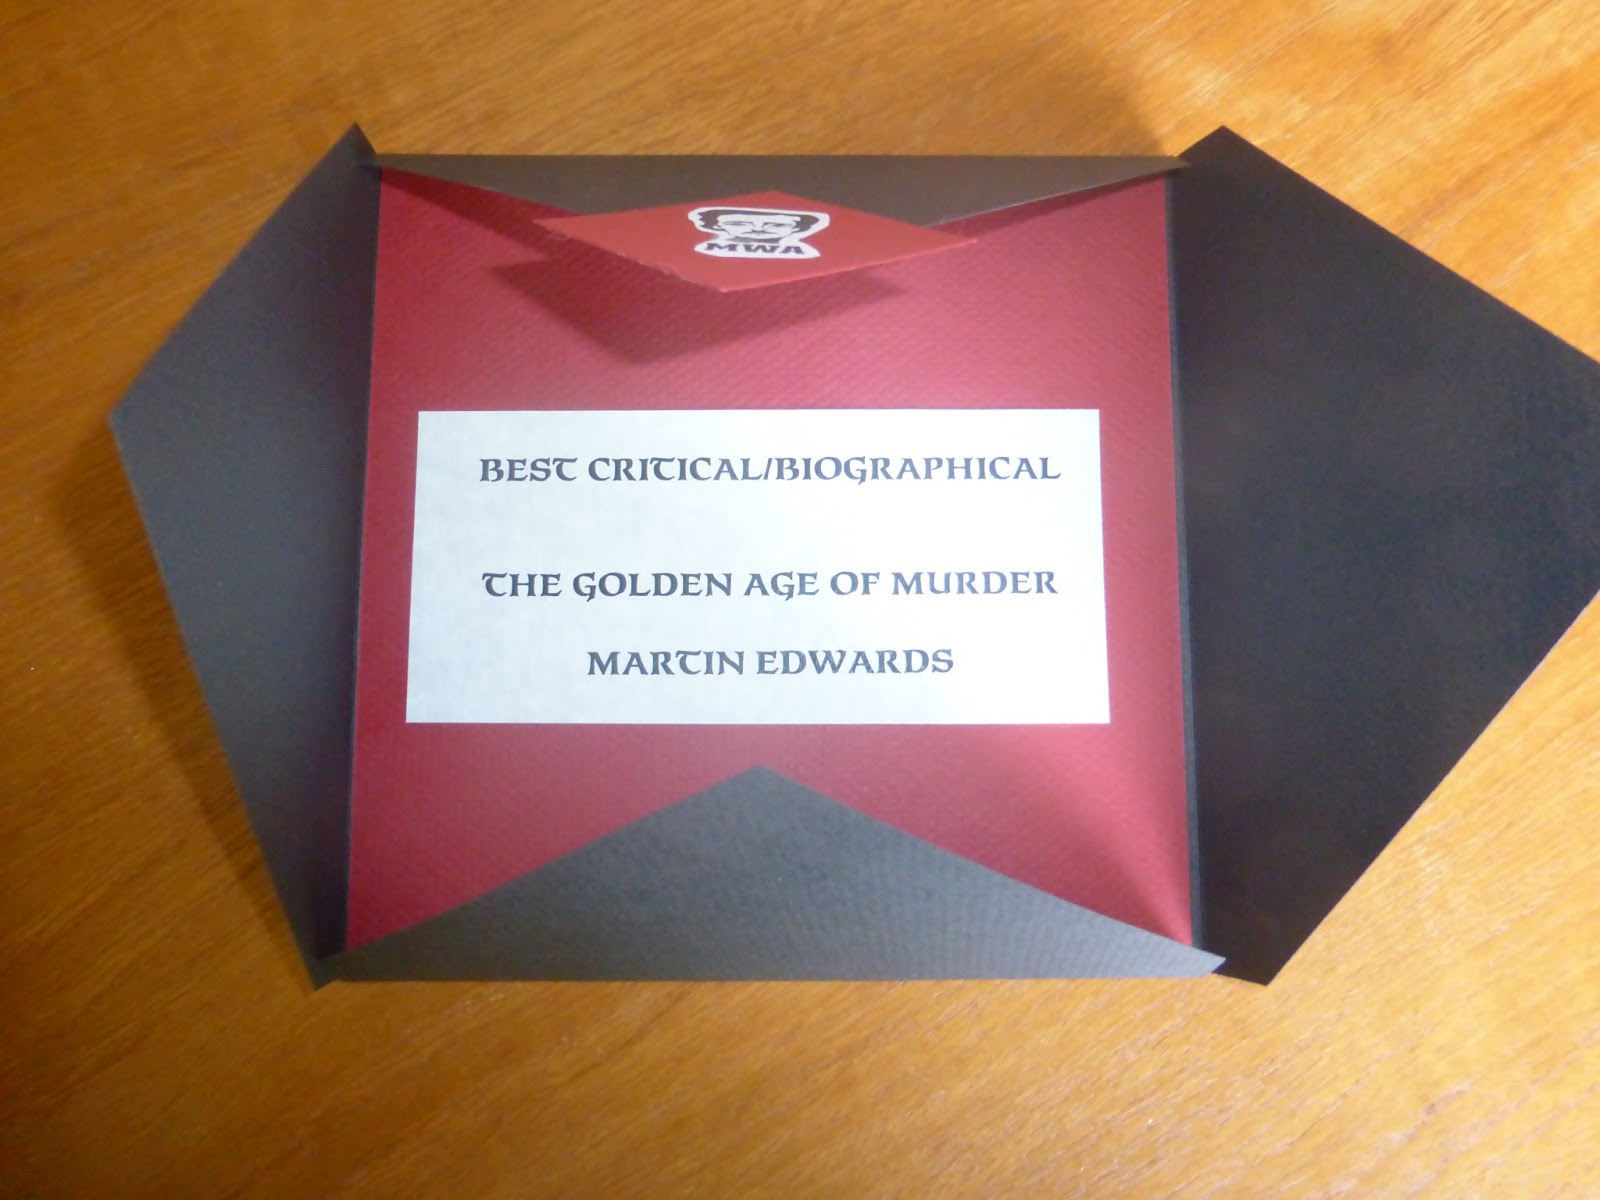 MWA
BEST CRITICAL/BIOGRAPHICAL
THE GOLDEN AGE OF MURDER
MARTIN EDWARDS